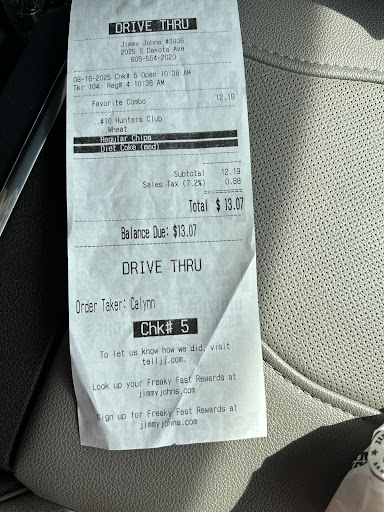 DRIVE THRU
Jimmy Johns #3906
2025 S Dakota Ave
605-554-2020
08-16-2025 Chk# 5 Open 10:38 AM
Tkr 104 Reg# 4 10:38 AM
Favorite Combo 12.19
..#10 Hunters Club
..Wheat
Regular Chips
Diet Coke (med)
Subtotal 12.19
Sales Tax (7.2%) 0.88
Total $ 13.07
Balance Due: $13.07
DRIVE THRU
Order Taker: Calynn
Chk# 5
To let us know how we did, visit
telljj.com.
Look up your Freaky Fast Rewards at
jimmyjohns.com
Sign up for Freaky Fast Rewards at
jimmyjohns.com